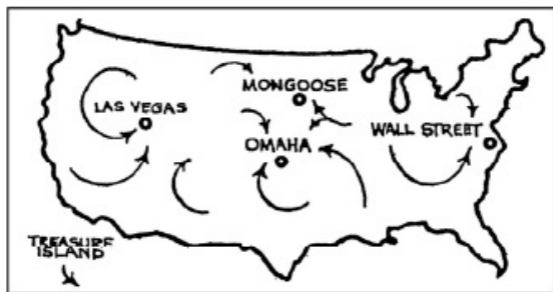 MONGOOSE
LAS VEGAS
WALL STREET
OMAHA
TREASURE
ISLAND